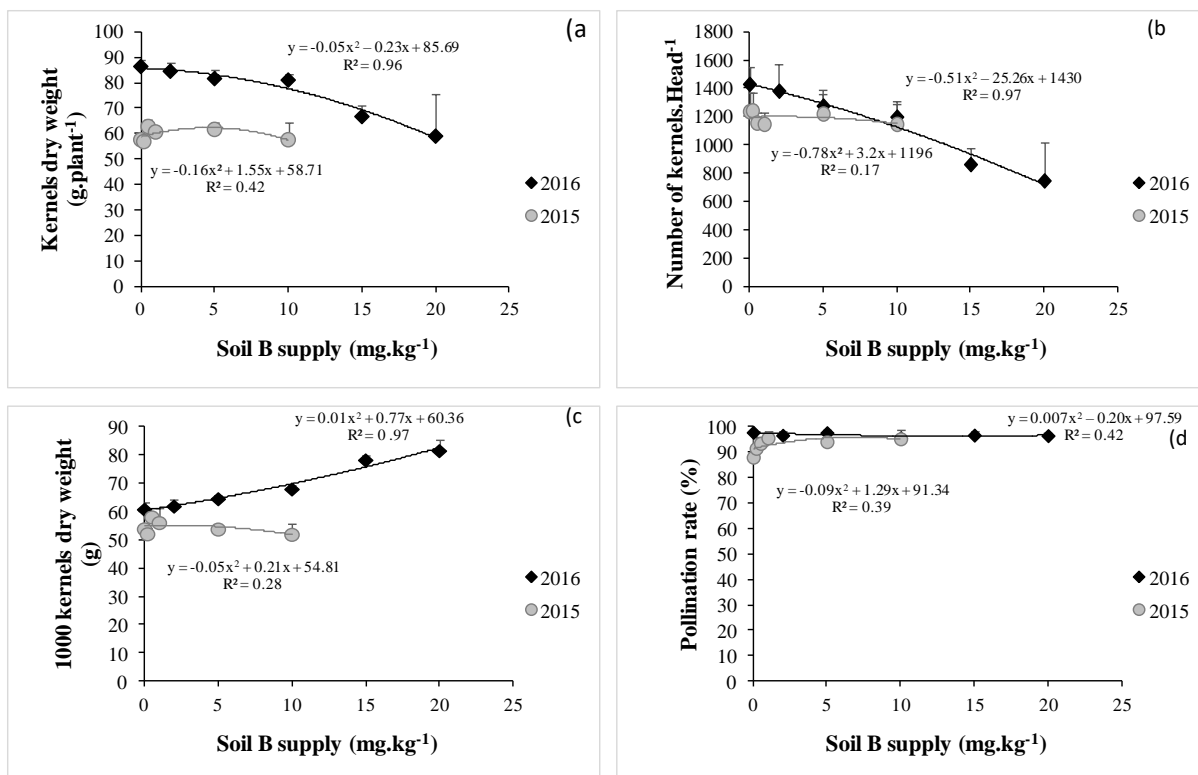 (a
y = -0.05x² – 0.23x + 85.69
R² = 0.96
100
90
80
70
60
50
40
30
20
10
0
y = -0.16x² + 1.55x + 58.71
R² = 0.42
2016
2015
0 5 10 15 20 25
Kernels dry weight
(g.plant⁻¹)
Soil B supply (mg.kg⁻¹)
(b
y = -0.51x² – 25.26x + 1430
R² = 0.97
1800
1600
1400
1200
1000
800
600
400
200
0
y = -0.78x² + 3.2x + 1196
R² = 0.17
2016
2015
0 5 10 15 20 25
Number of kernels.Head⁻¹
Soil B supply (mg.kg⁻¹)
(c
y = 0.01x² + 0.77x + 60.36
R² = 0.97
90
80
70
60
50
40
30
20
10
0
y = -0.05x² + 0.21x + 54.81
R² = 0.28
2016
2015
0 5 10 15 20 25
1000 kernels dry weight
(g)
Soil B supply (mg.kg⁻¹)
(d
y = 0.007x² – 0.20x + 97.59
R² = 0.42
100
90
80
70
60
50
40
30
20
10
0
y = -0.09x² + 1.29x + 91.34
R² = 0.39
2016
2015
0 5 10 15 20 25
Pollination rate (%)
Soil B supply (mg.kg⁻¹)